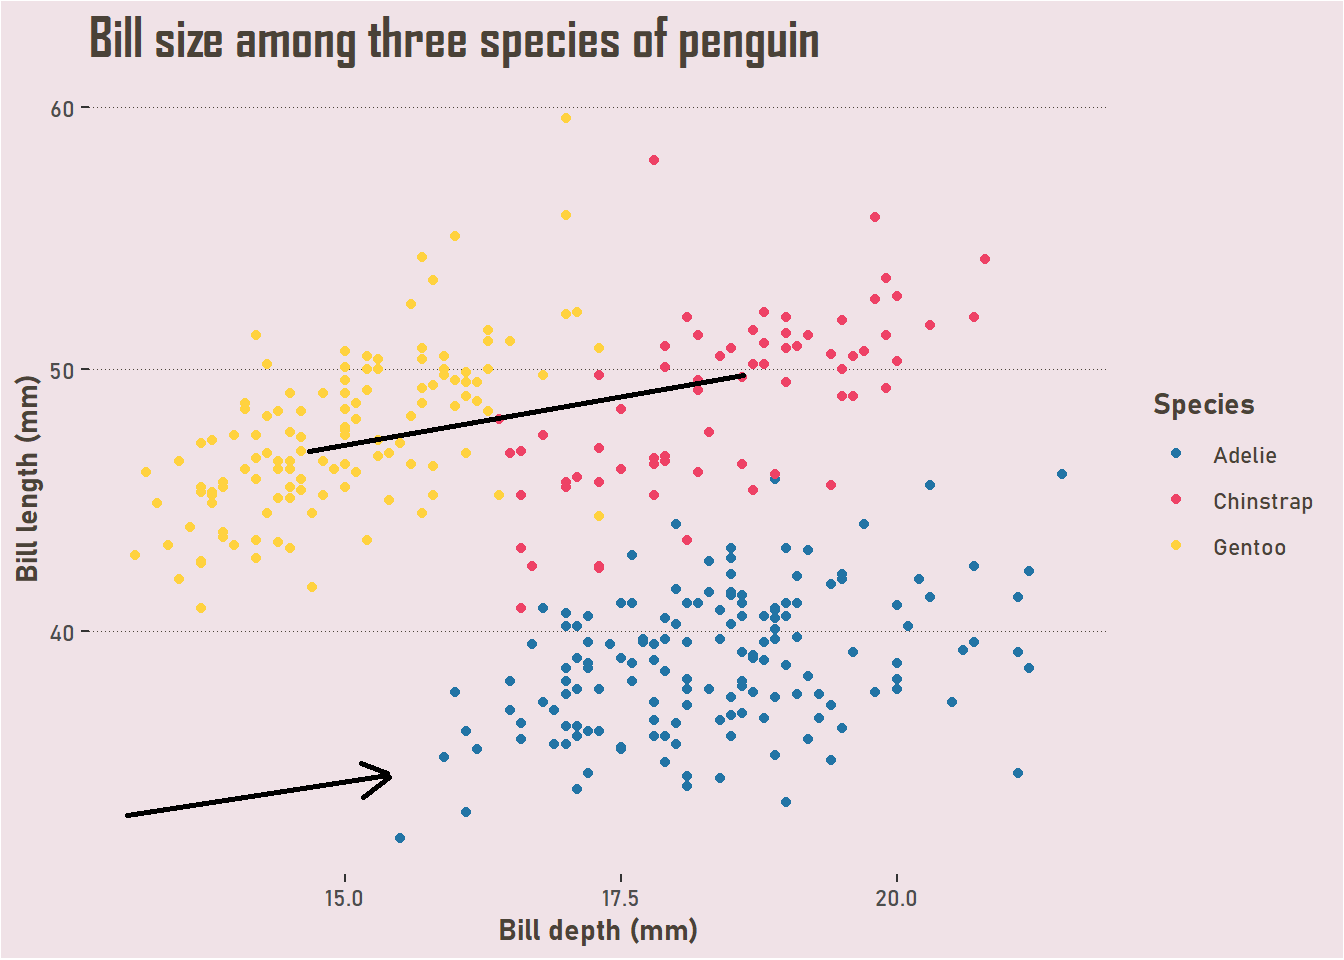 Bill size among three species of penguin
60
50
40
Bill length (mm)
15.0
17.5
20.0
Bill depth (mm)
Species
Adelie
Chinstrap
Gentoo